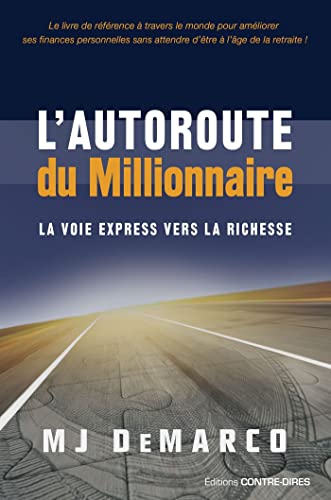 Le livre de référence à travers le monde pour améliorer
ses finances personnelles sans attendre d'être à l'âge de la retraite !
L'AUTOROUTE
du Millionnaire
LA VOIE EXPRESS VERS LA RICHESSE
MJ DEMARCO
Éditions CONTRE-DIRES